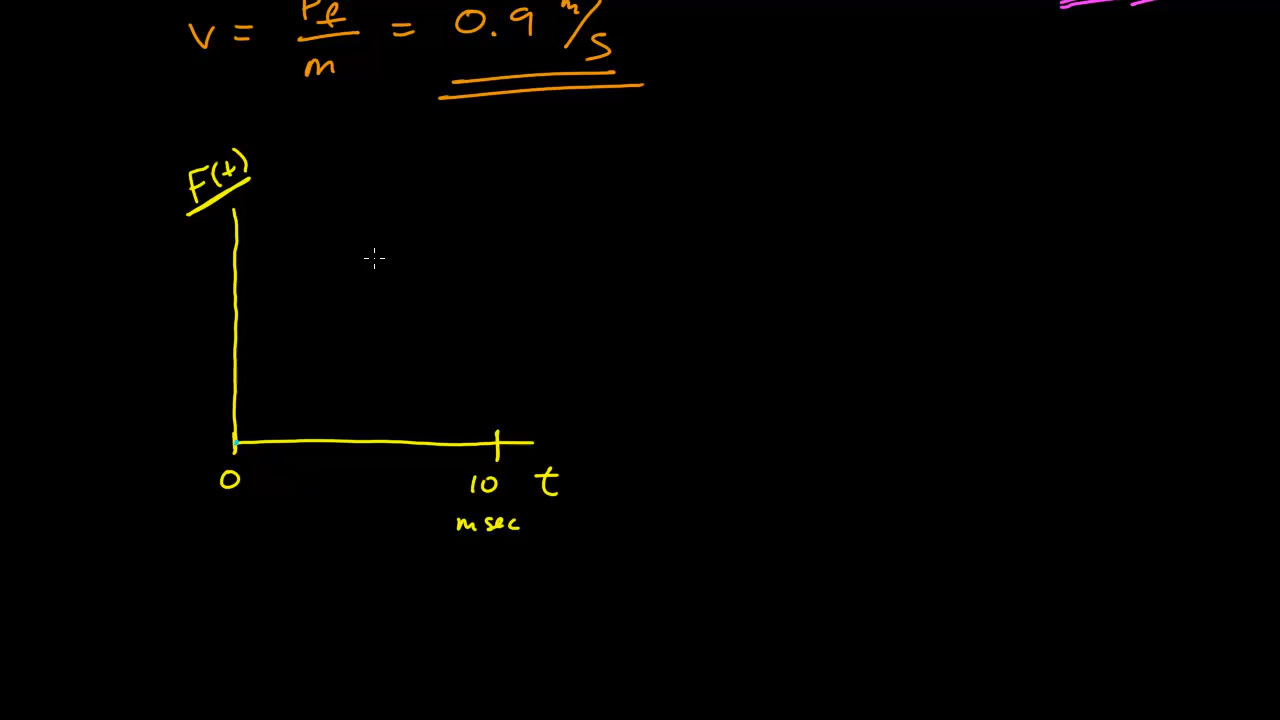 v = Pf/m = 0.9 m/s
F(t)
0 10 t
msec